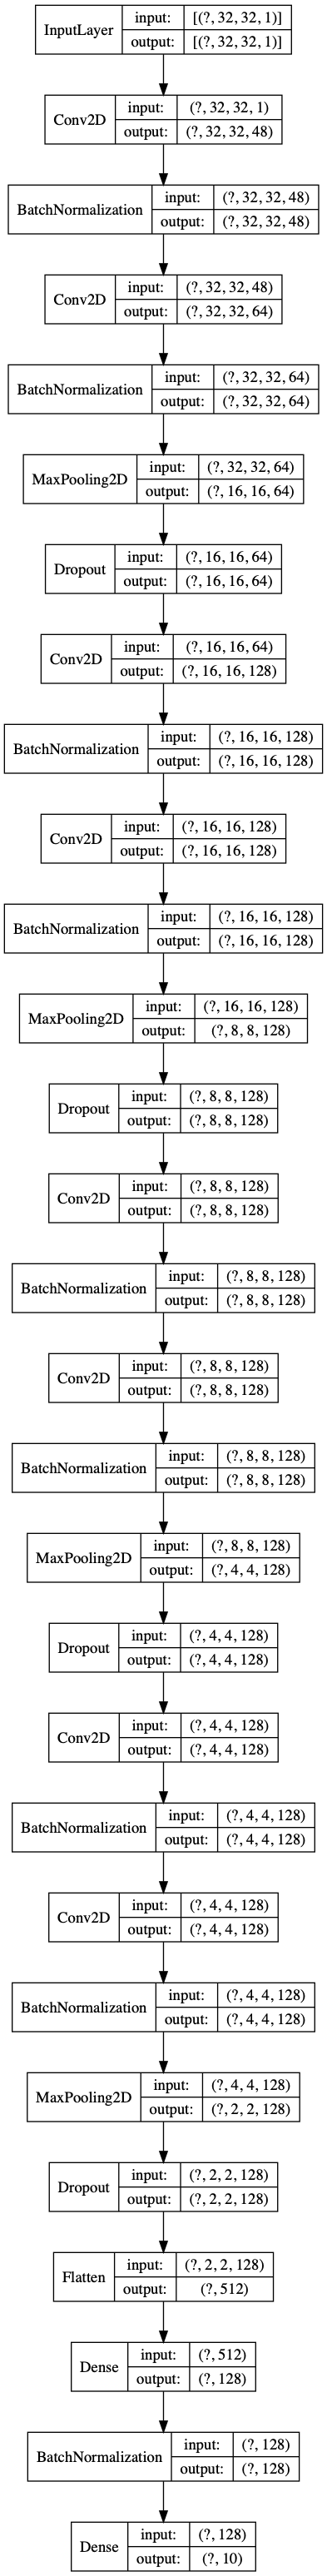 InputLayer input: [(?, 32, 32, 1)]
output: [(?, 32, 32, 1)]
Conv2D input: (?, 32, 32, 1)
output: (?, 32, 32, 48)
BatchNormalization input: (?, 32, 32, 48)
output: (?, 32, 32, 48)
Conv2D input: (?, 32, 32, 48)
output: (?, 32, 32, 64)
BatchNormalization input: (?, 32, 32, 64)
output: (?, 32, 32, 64)
MaxPooling2D input: (?, 32, 32, 64)
output: (?, 16, 16, 64)
Dropout input: (?, 16, 16, 64)
output: (?, 16, 16, 64)
Conv2D input: (?, 16, 16, 64)
output: (?, 16, 16, 128)
BatchNormalization input: (?, 16, 16, 128)
output: (?, 16, 16, 128)
Conv2D input: (?, 16, 16, 128)
output: (?, 16, 16, 128)
BatchNormalization input: (?, 16, 16, 128)
output: (?, 16, 16, 128)
MaxPooling2D input: (?, 16, 16, 128)
output: (?, 8, 8, 128)
Dropout input: (?, 8, 8, 128)
output: (?, 8, 8, 128)
Conv2D input: (?, 8, 8, 128)
output: (?, 8, 8, 128)
BatchNormalization input: (?, 8, 8, 128)
output: (?, 8, 8, 128)
Conv2D input: (?, 8, 8, 128)
output: (?, 8, 8, 128)
BatchNormalization input: (?, 8, 8, 128)
output: (?, 8, 8, 128)
MaxPooling2D input: (?, 8, 8, 128)
output: (?, 4, 4, 128)
Dropout input: (?, 4, 4, 128)
output: (?, 4, 4, 128)
Conv2D input: (?, 4, 4, 128)
output: (?, 4, 4, 128)
BatchNormalization input: (?, 4, 4, 128)
output: (?, 4, 4, 128)
Conv2D input: (?, 4, 4, 128)
output: (?, 4, 4, 128)
BatchNormalization input: (?, 4, 4, 128)
output: (?, 4, 4, 128)
MaxPooling2D input: (?, 4, 4, 128)
output: (?, 2, 2, 128)
Dropout input: (?, 2, 2, 128)
output: (?, 2, 2, 128)
Flatten input: (?, 2, 2, 128)
output: (?, 512)
Dense input: (?, 512)
output: (?, 128)
BatchNormalization input: (?, 128)
output: (?, 128)
Dense input: (?, 128)
output: (?, 10)